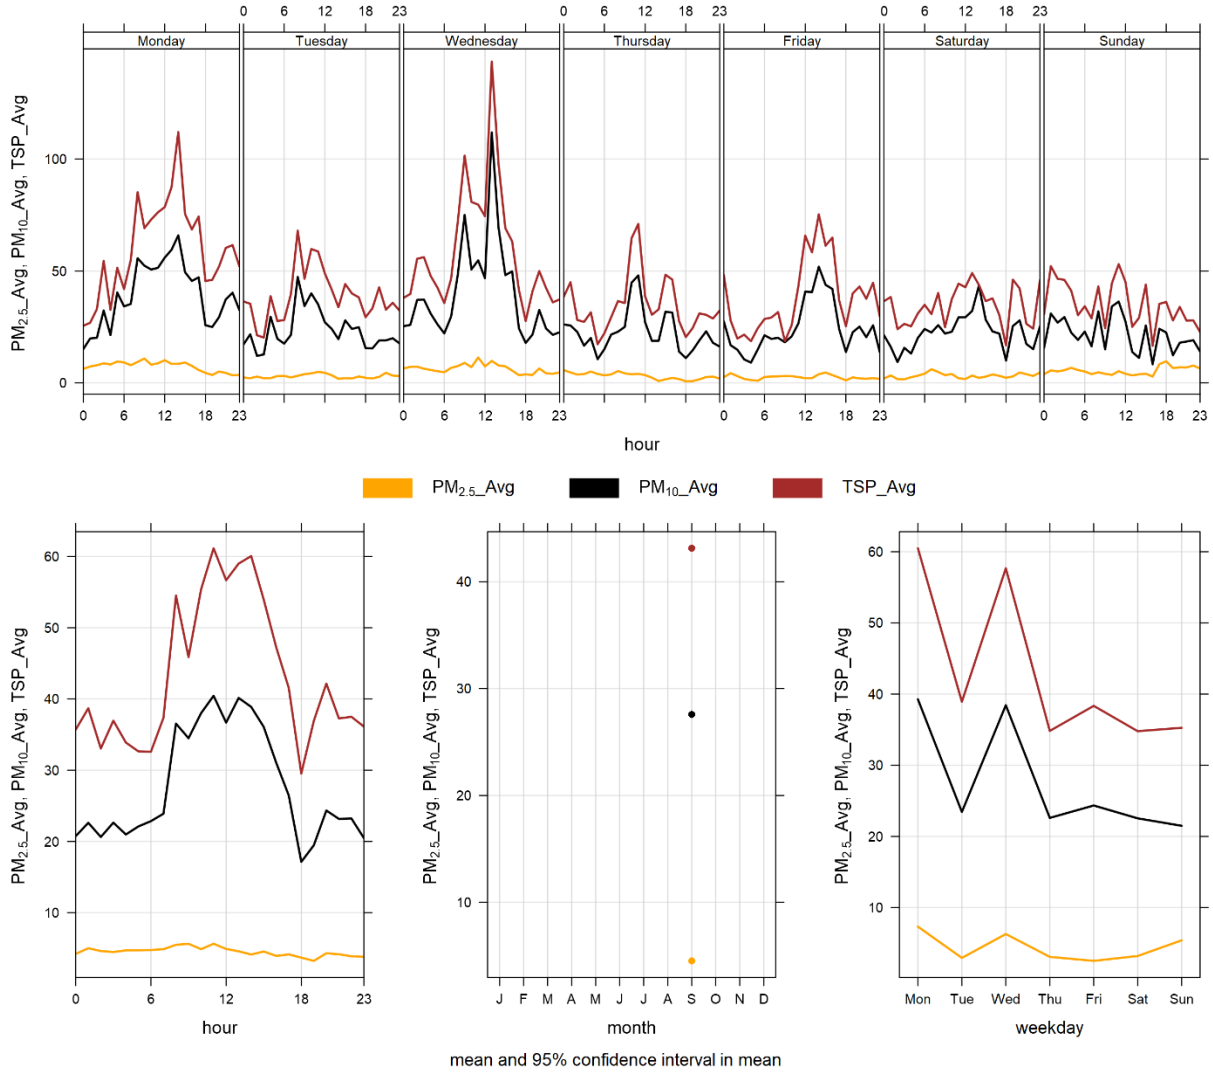 0 6 12 18 23 0 6 12 18 23 0 6 12 18 23 0 6 12 18 23
Monday Tuesday Wednesday Thursday Friday Saturday Sunday
PM2.5_Avg, PM10_Avg, TSP_Avg
100
50
0
0 6 12 18 23 0 6 12 18 23 0 6 12 18 23 0 6 12 18 23
hour
PM2.5_Avg PM10_Avg TSP_Avg
PM2.5_Avg, PM10_Avg, TSP_Avg
60
50
40
30
20
10
0 6 12 18 23
hour
PM2.5_Avg, PM10_Avg, TSP_Avg
40
30
20
10
J F M A M J J A S O N D
month
PM2.5_Avg, PM10_Avg, TSP_Avg
60
50
40
30
20
10
Mon Tue Wed Thu Fri Sat Sun
weekday
mean and 95% confidence interval in mean